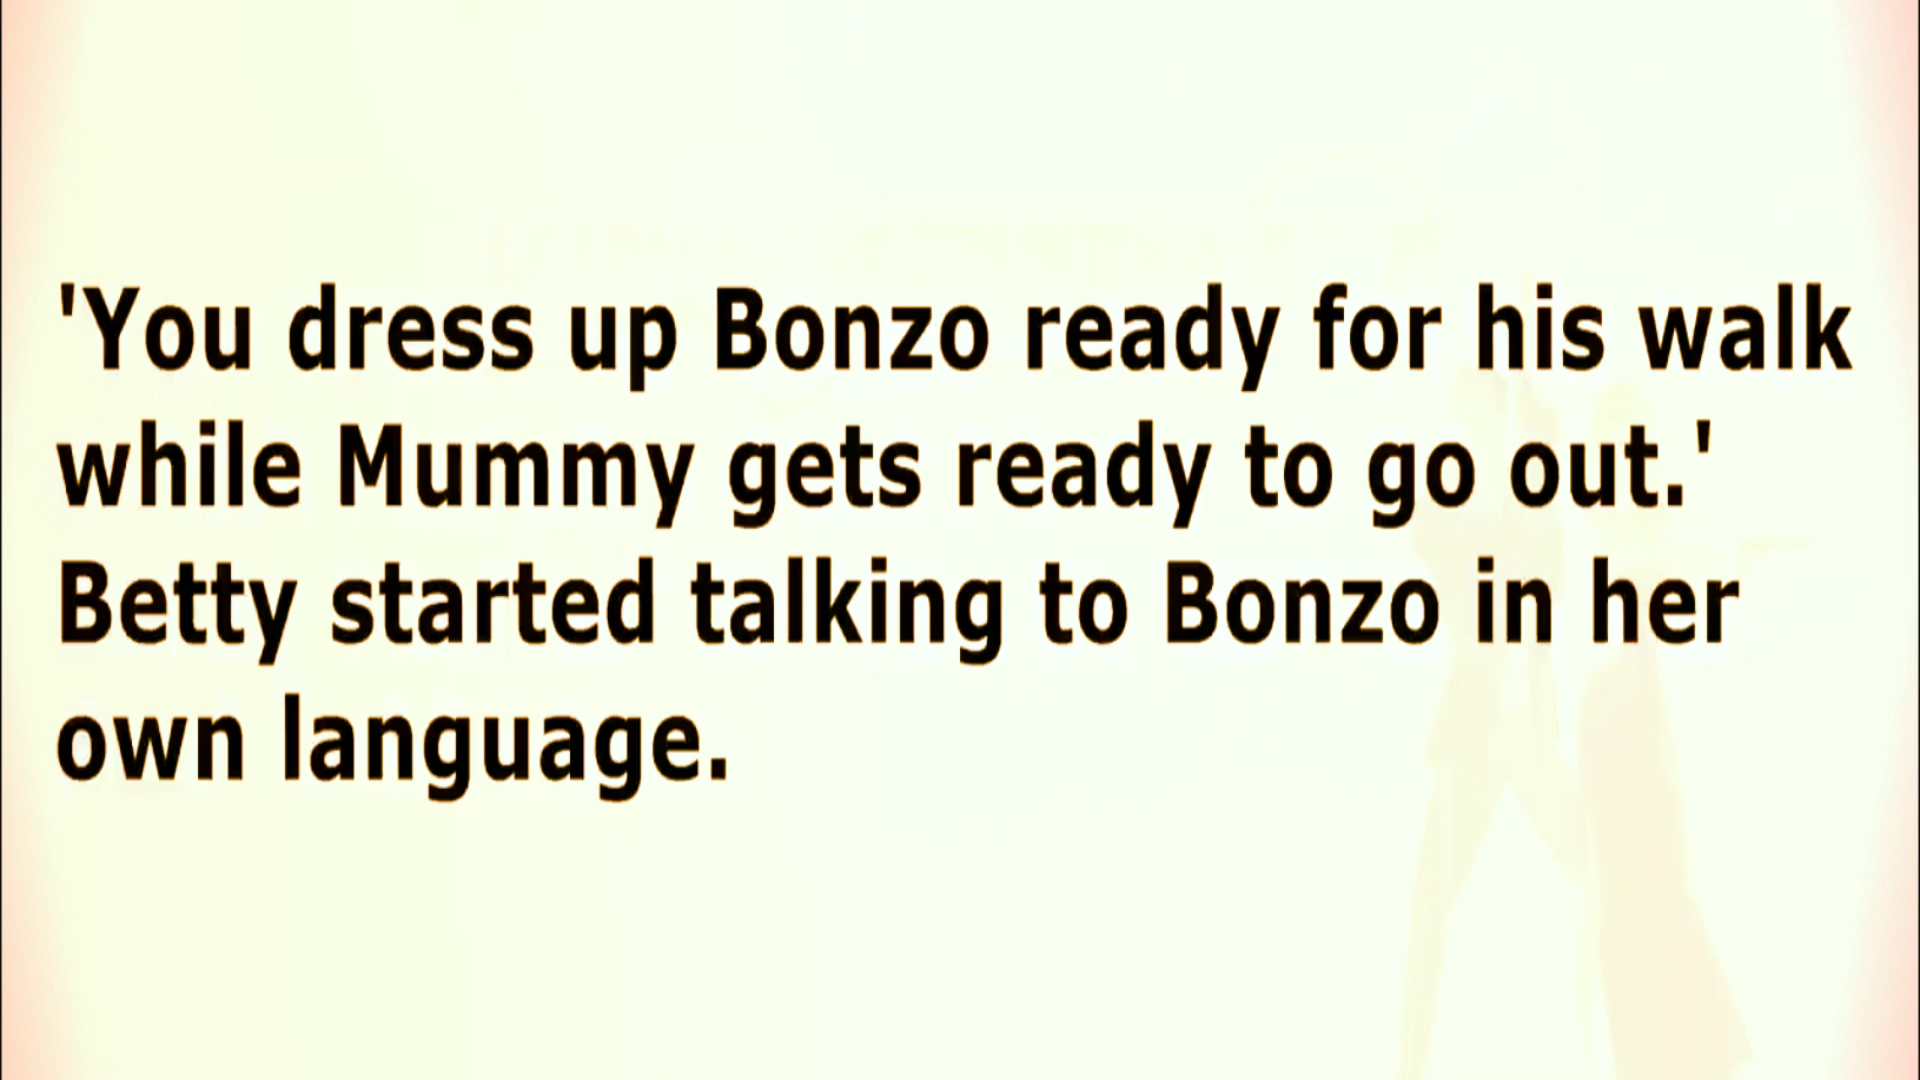 'You dress up Bonzo ready for his walk
while Mummy gets ready to go out.'
Betty started talking to Bonzo in her
own language.